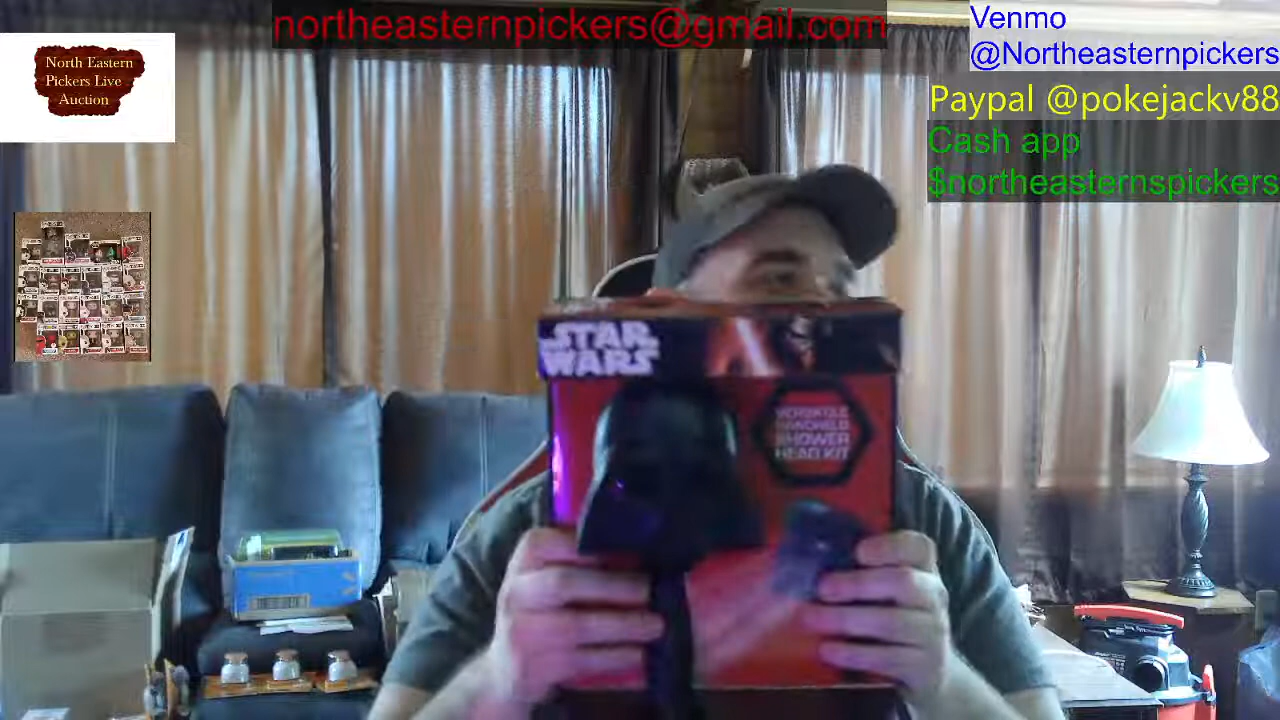 northeasternpickers@gmail.com
Venmo
@Northeasternpickers
Paypal @pokejackv88
Cash app
$northeasternspickers
North Eastern
Pickers Live
Auction
STAR
WARS
VERSATILE
HANDHELD
SHOWER
HEAD KIT